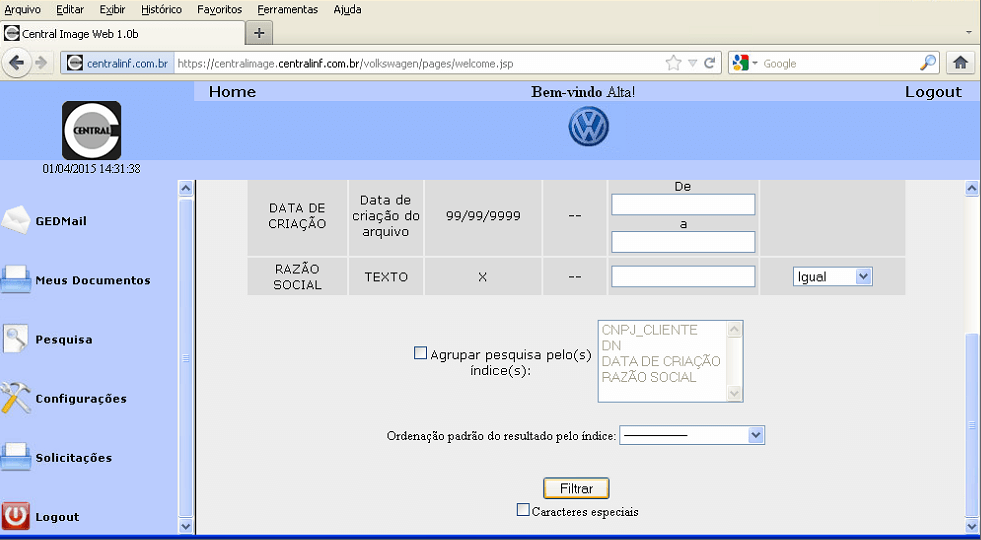 Arquivo Editar Exibir Histórico Favoritos Ferramentas Ajuda
Central Image Web 1.0b +
centralinf.com.br https://centralimage.centralinf.com.br/volkswagen/pages/welcome.jsp Google
Home Bem-vindo Alta! Logout
CENTRAL
01/04/2015 14:31:38
GEDMail
Meus Documentos
Pesquisa
Configurações
Solicitações
Logout
DATA DE
CRIAÇÃO
Data de
criação do
arquivo
99/99/9999
--
De
a
RAZÃO
SOCIAL
TEXTO
X
--
Igual
Agrupar pesquisa pelo(s)
índice(s):
CNPJ_CLIENTE
DN
DATA DE CRIAÇÃO
RAZÃO SOCIAL
Ordenação padrão do resultado pelo índice:
Filtrar
Caracteres especiais